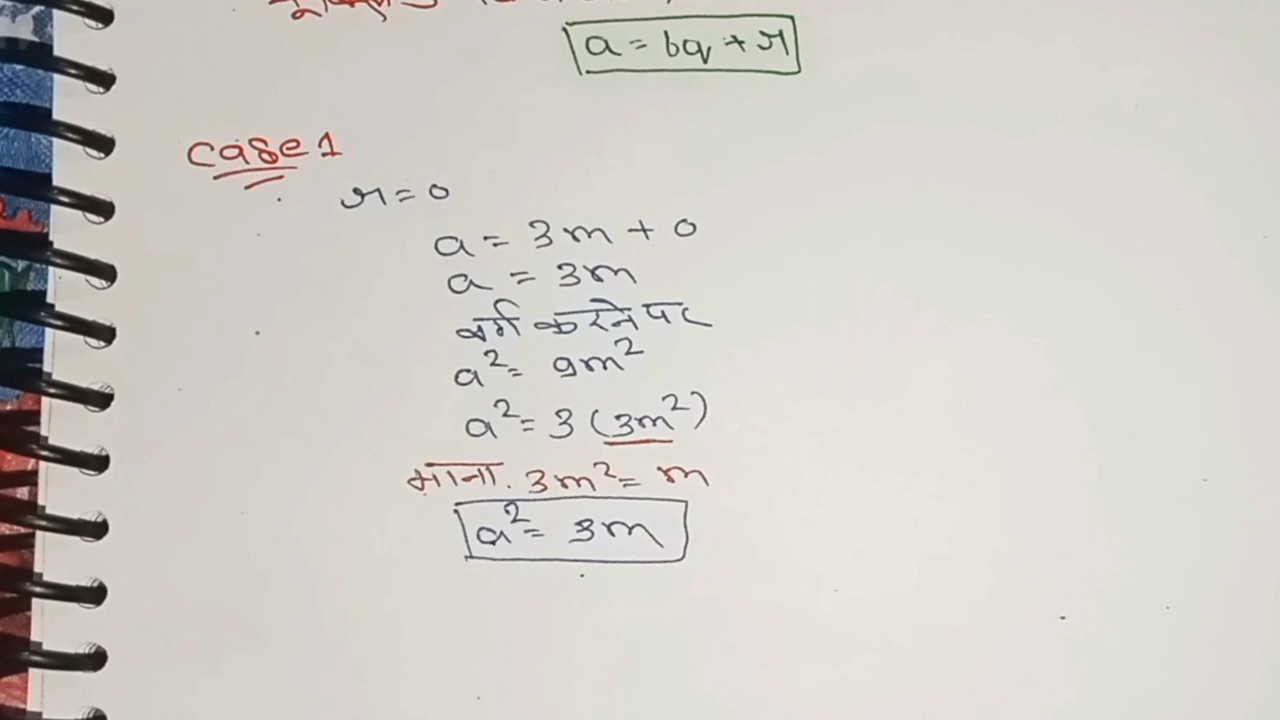 a = bq + r
Case 1
r = 0
a = 3m + 0
a = 3m
वर्ग करने पर
a² = 9m²
a² = 3 (3m²)
माना. 3m² = m
a² = 3m